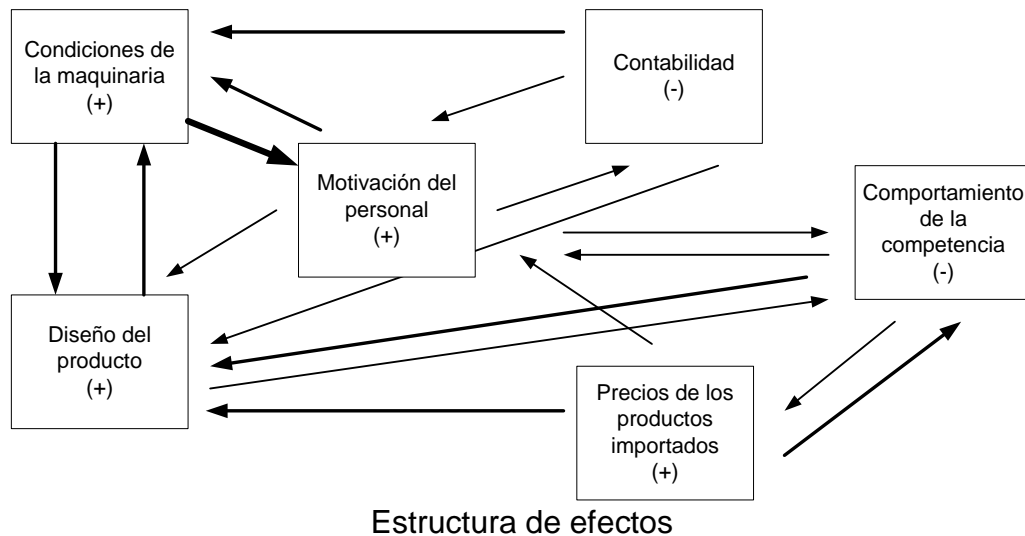 Condiciones de
la maquinaria
(+)
Contabilidad
(-)
Motivación del
personal
(+)
Comportamiento
de la
competencia
(-)
Diseño del
producto
(+)
Precios de los
productos
importados
(+)
Estructura de efectos